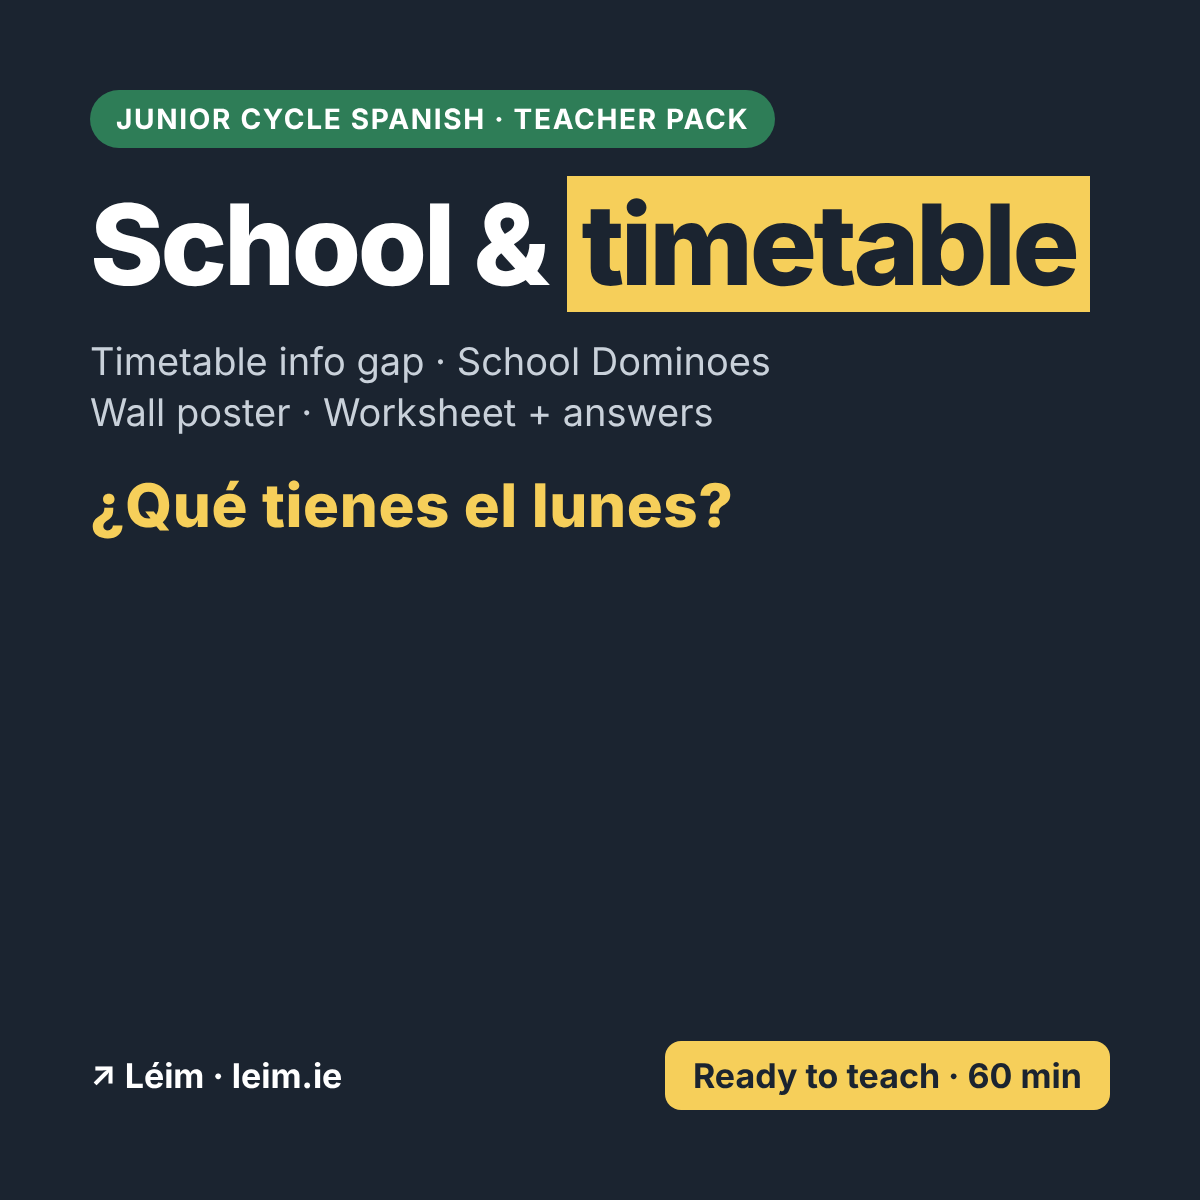 JUNIOR CYCLE SPANISH · TEACHER PACK
School & timetable
Timetable info gap · School Dominoes
Wall poster · Worksheet + answers
¿Qué tienes el lunes?
↗ Léim · leim.ie
Ready to teach · 60 min